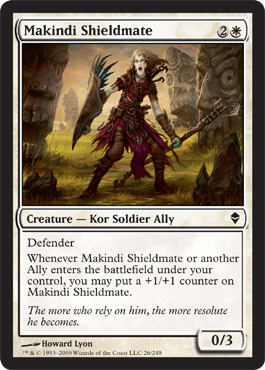 Makindi Shieldmate 2
Creature — Kor Soldier Ally
Defender
Whenever Makindi Shieldmate or another
Ally enters the battlefield under your
control, you may put a +1/+1 counter on
Makindi Shieldmate.
The more who rely on him, the more resolute
he becomes.
Howard Lyon
™ & © 1993–2009 Wizards of the Coast LLC 26/249
0/3